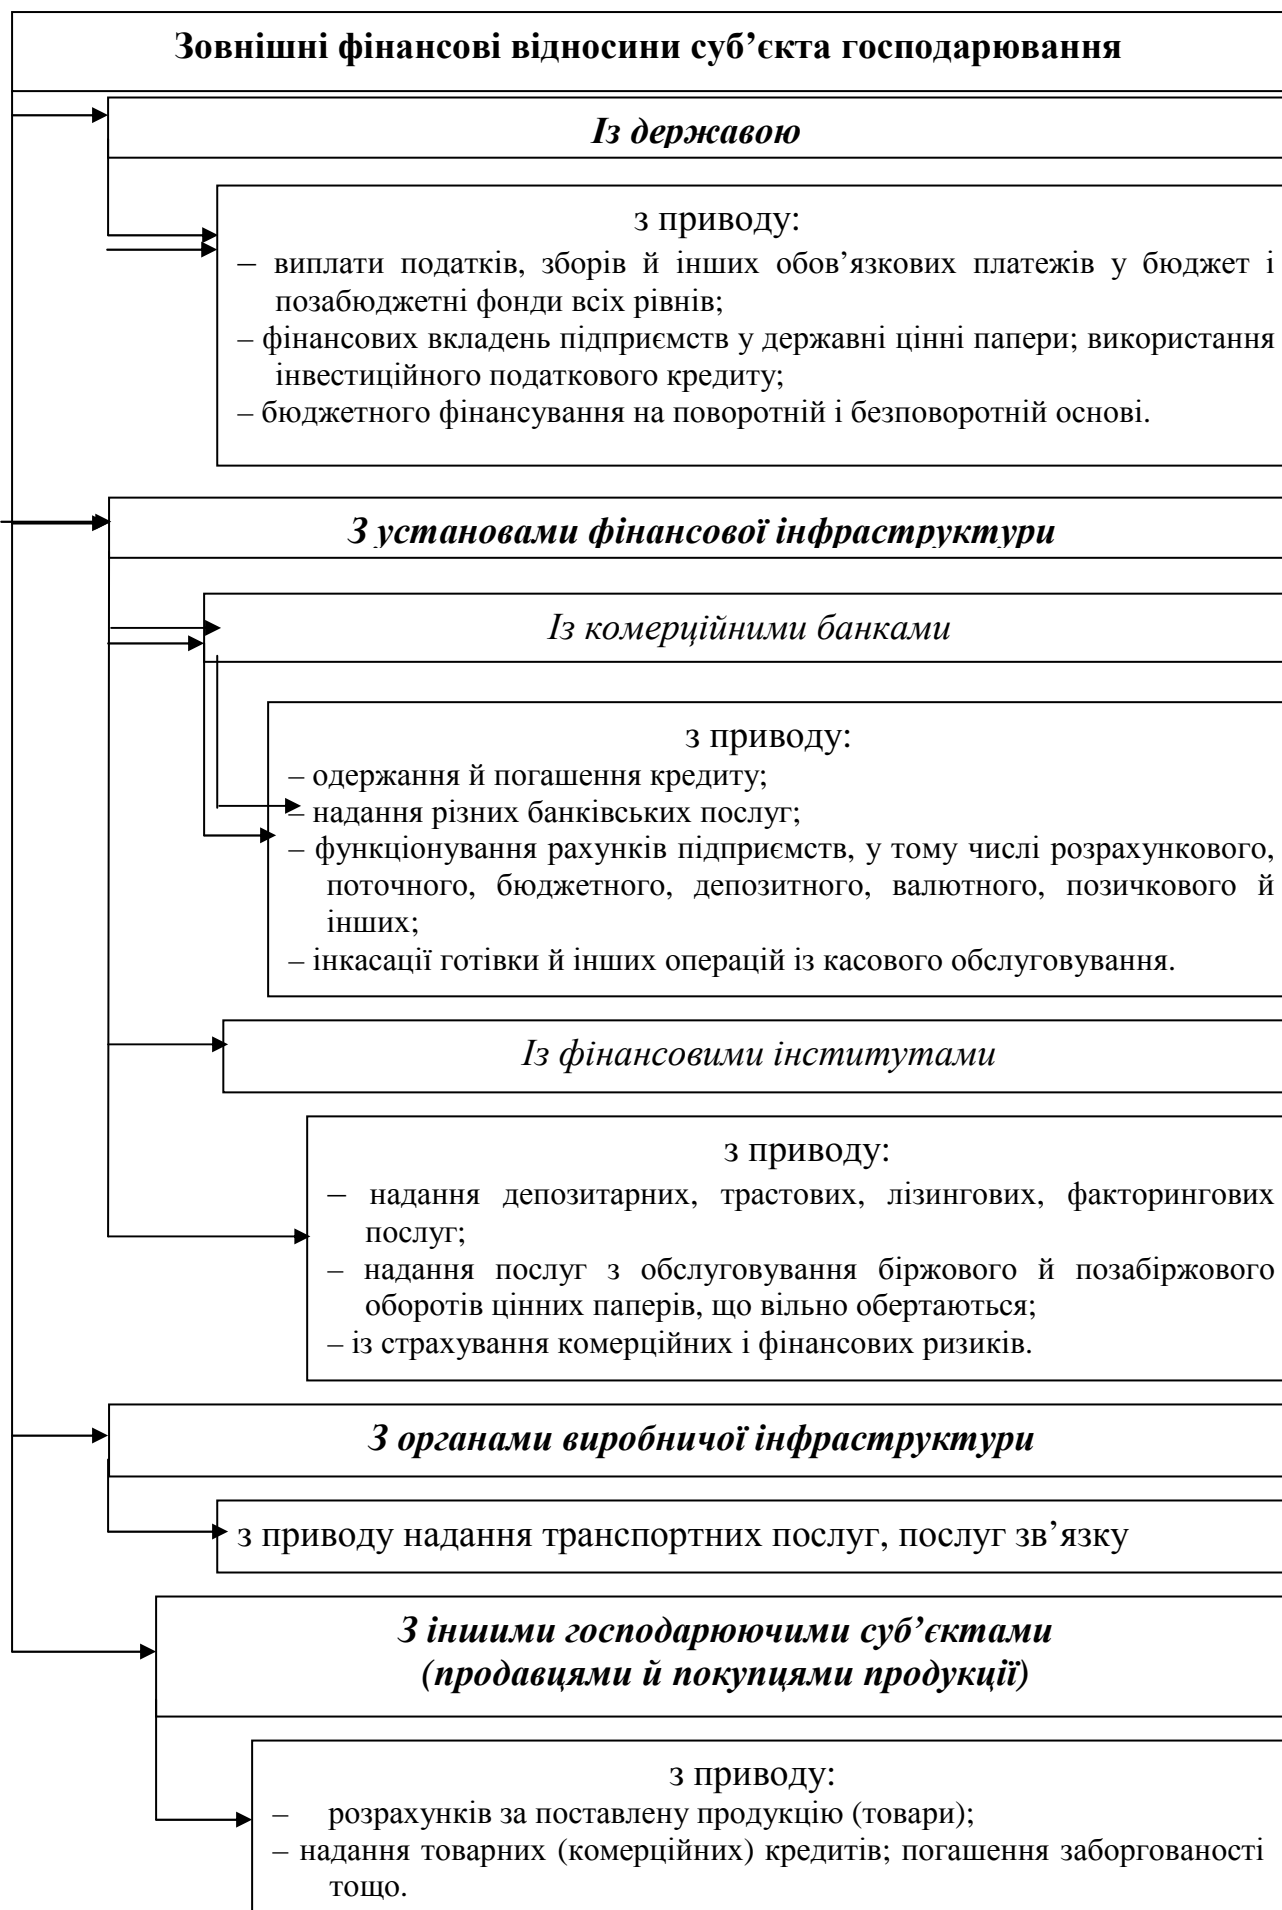 Зовнішні фінансові відносини суб’єкта господарювання
Із державою
з приводу:
– виплати податків, зборів й інших обов’язкових платежів у бюджет і
позабюджетні фонди всіх рівнів;
– фінансових вкладень підприємств у державні цінні папери; використання
інвестиційного податкового кредиту;
– бюджетного фінансування на поворотній і безповоротній основі.
З установами фінансової інфраструктури
Із комерційними банками
з приводу:
– одержання й погашення кредиту;
– надання різних банківських послуг;
– функціонування рахунків підприємств, у тому числі розрахункового,
поточного, бюджетного, депозитного, валютного, позичкового й
інших;
– інкасації готівки й інших операцій із касового обслуговування.
Із фінансовими інститутами
з приводу:
– надання депозитарних, трастових, лізингових, факторингових
послуг;
– надання послуг з обслуговування біржового й позабіржового
оборотів цінних паперів, що вільно обертаються;
– із страхування комерційних і фінансових ризиків.
З органами виробничої інфраструктури
з приводу надання транспортних послуг, послуг зв’язку
З іншими господарюючими суб’єктами
(продавцями й покупцями продукції)
з приводу:
– розрахунків за поставлену продукцію (товари);
– надання товарних (комерційних) кредитів; погашення заборгованості
тощо.